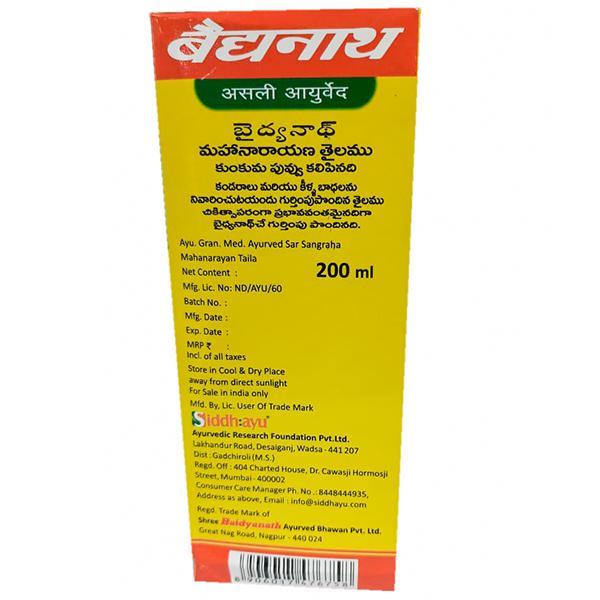 बैद्यनाथ
असली आयुर्वेद
బైద్యనాథ్
మహానారాయణ తైలము
కుంకుమ పువ్వు కలిపినది
కండరాలు మరియు కీళ్ళ బాధలను
నివారించుటయందు గుర్తింపుపొందిన తైలము
చికిత్సాపరంగా ప్రభావవంతమైనదిగా
బైధ్యనాథ్‌చే గుర్తింపు పొందినది.
Ayu. Gran. Med. Ayurved Sar Sangraha
Mahanarayan Taila
Net Content : 200 ml
Mfg. Lic. No: ND/AYU/60
Batch No. :
Mfg. Date :
Exp. Date :
MRP ₹ :
Incl. of all taxes
Store in Cool & Dry Place
away from direct sunlight
For Sale in india only
Mfd. By, Lic. User Of Trade Mark
Siddhayu
Ayurvedic Research Foundation Pvt.Ltd.
Lakhandur Road, Desaiganj, Wadsa - 441 207
Dist : Gadchiroli (M.S.)
Regd. Off : 404 Charted House, Dr. Cawasji Hormosji
Street, Mumbai - 400002
Consumer Care Manager Ph. No. : 8448444935,
Address as above, Email : info@siddhayu.com
Regd. Trade Mark of
Shree Baidyanath Ayurved Bhawan Pvt. Ltd.
Great Nag Road, Nagpur - 440 024